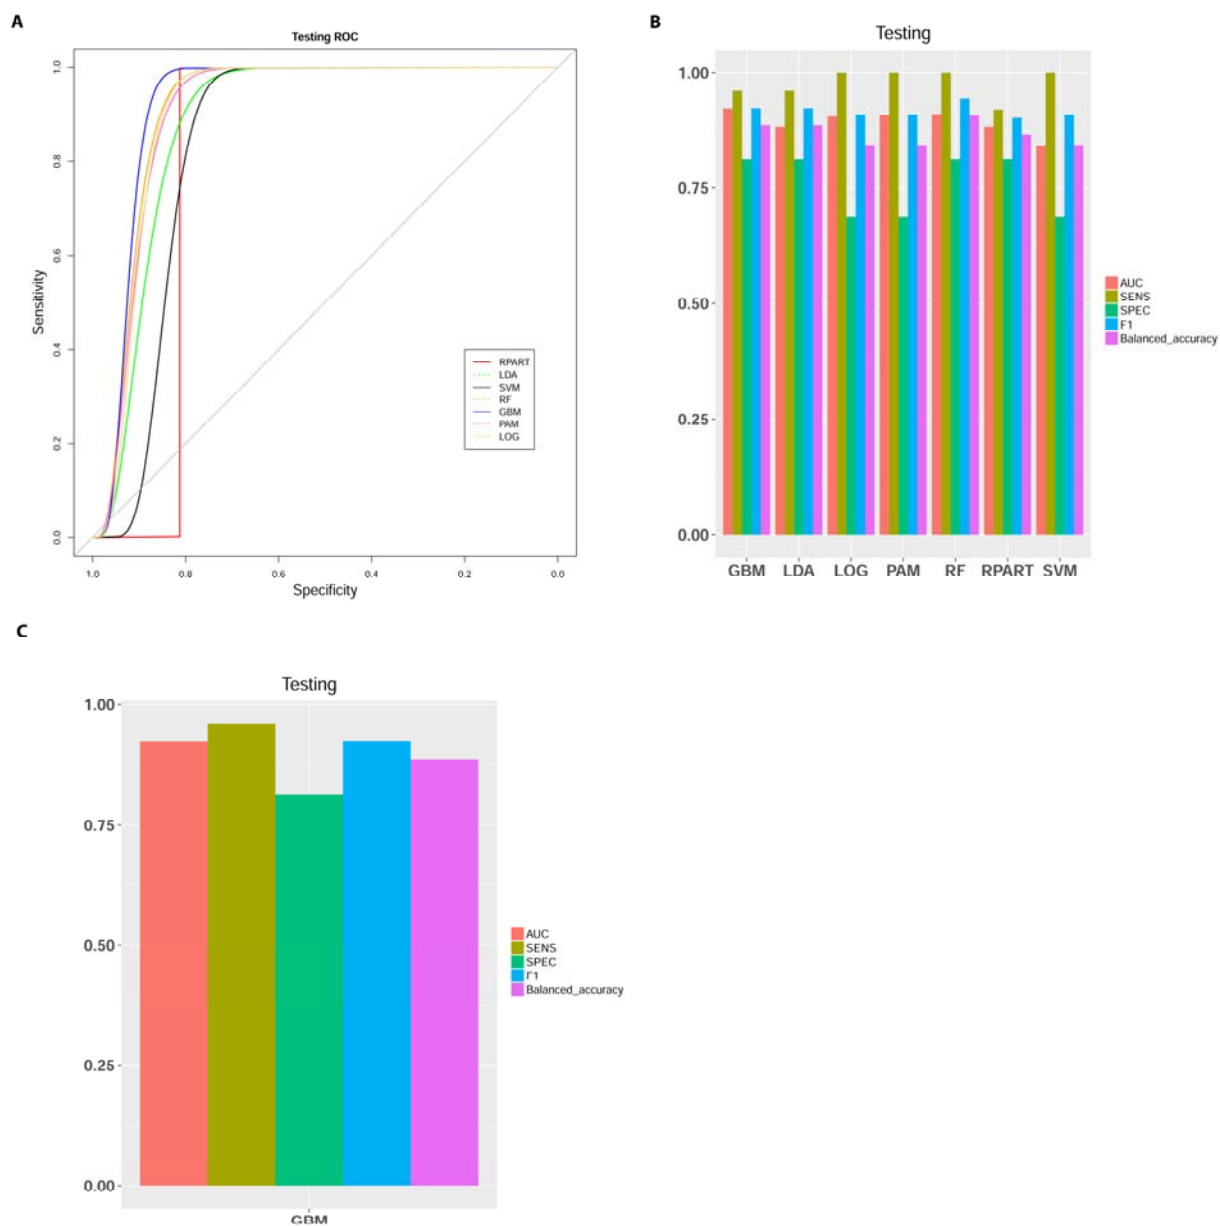 A
Testing ROC
1.0
0.8
0.6
0.4
0.2
0.0
Sensitivity
RPART
LDA
SVM
RF
GBM
PAM
LOG
1.0
0.8
0.6
0.4
0.2
0.0
Specificity
B
Testing
1.00
0.75
0.50
0.25
0.00
GBM LDA LOG PAM RF RPART SVM
AUC
SENS
SPEC
F1
Balanced_accuracy
C
Testing
1.00
0.75
0.50
0.25
0.00
GBM
AUC
SENS
SPEC
F1
Balanced_accuracy